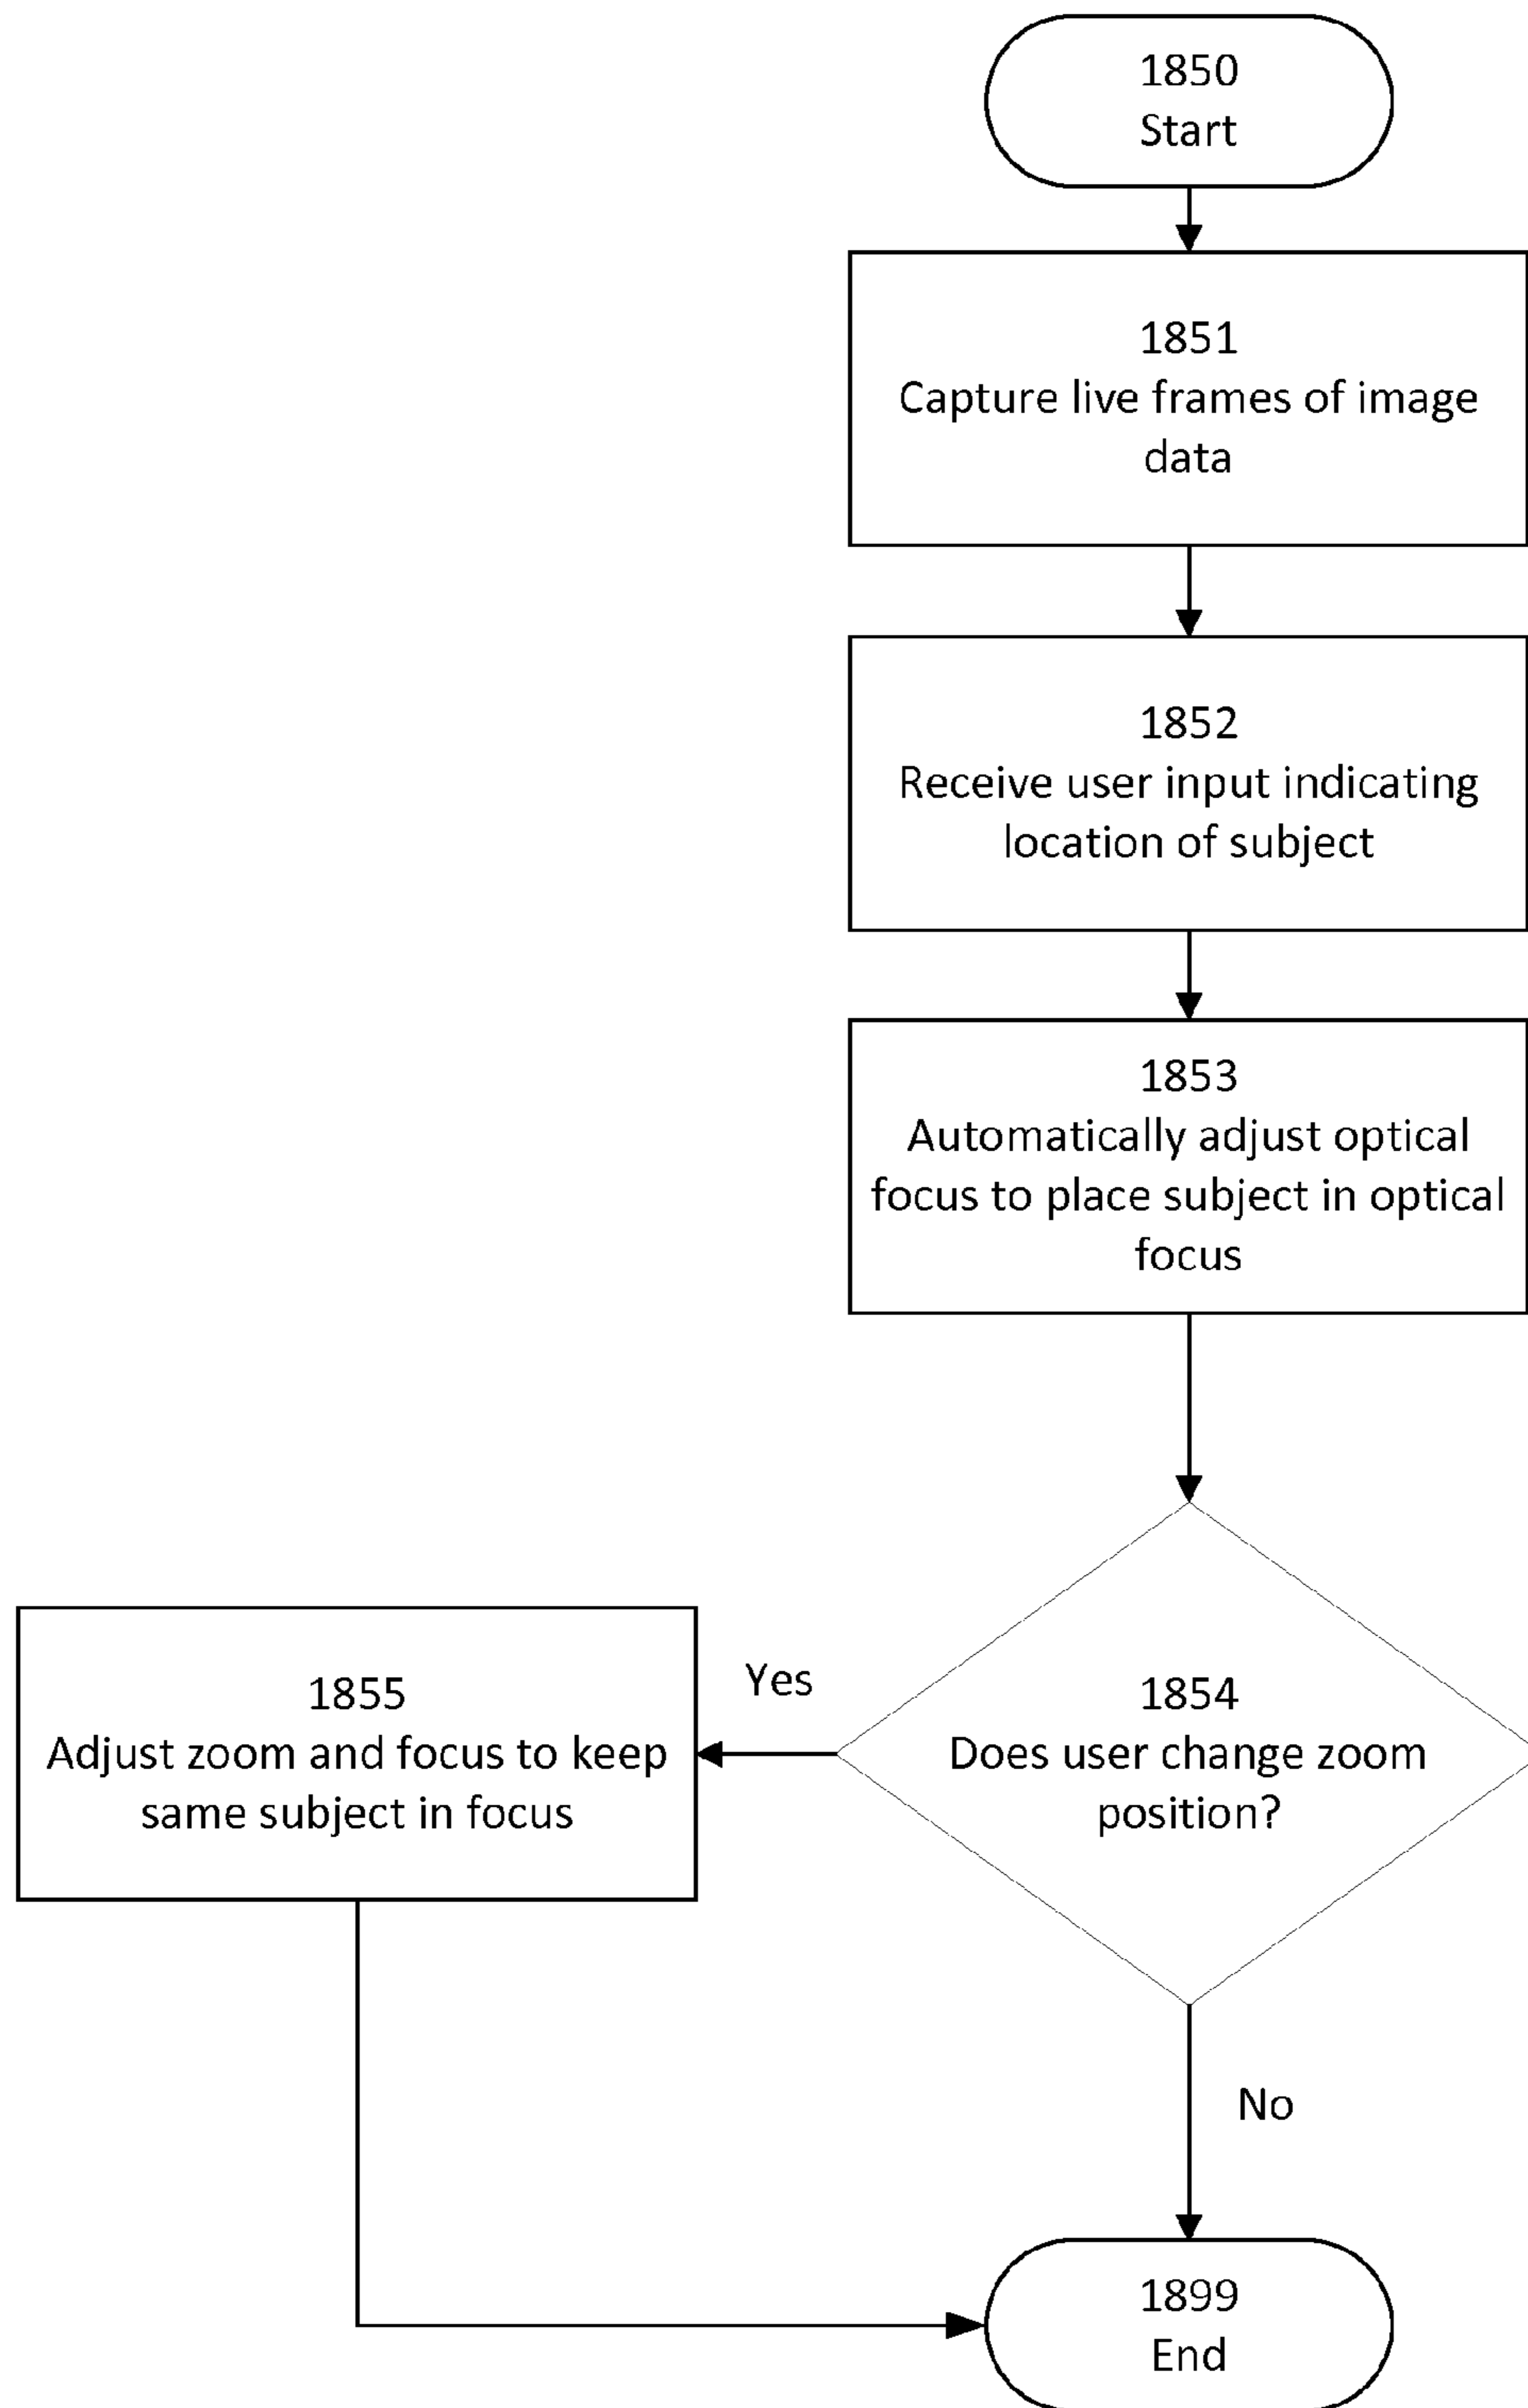 1850
Start
1851
Capture live frames of image
data
1852
Receive user input indicating
location of subject
1853
Automatically adjust optical
focus to place subject in optical
focus
1854
Does user change zoom
position?
Yes
1855
Adjust zoom and focus to keep
same subject in focus
No
1899
End